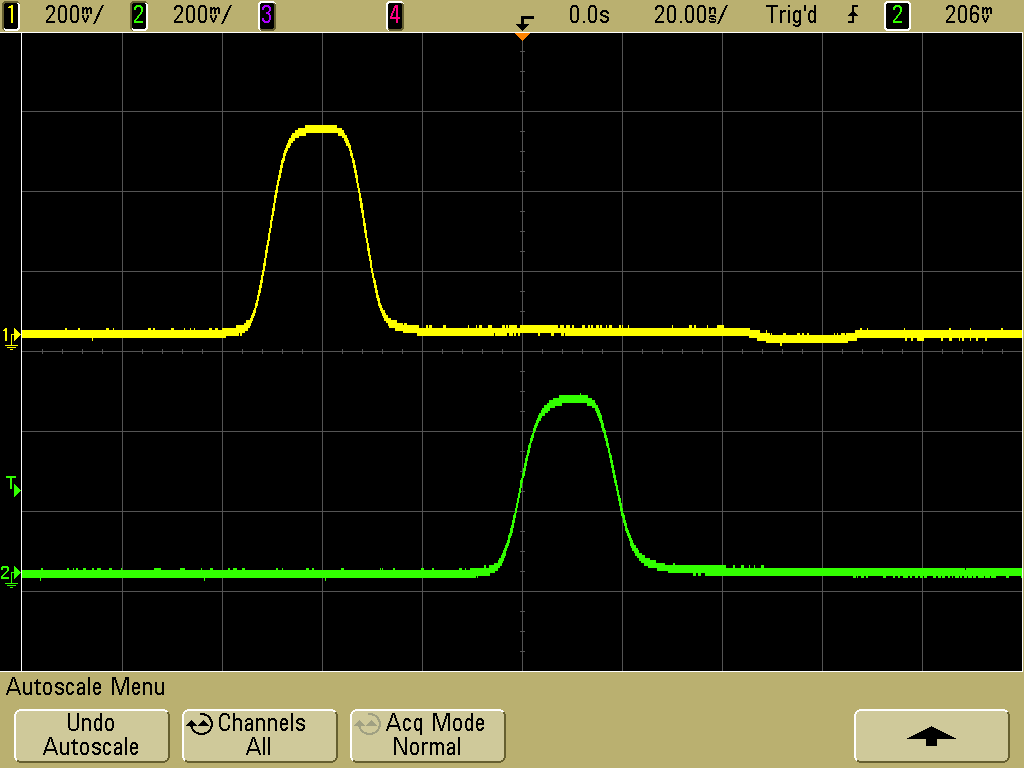 1 200mV/ 2 200mV/ 3 4 0.0s 20.00ns/ Trig'd 2 206mV
1
T
2
Autoscale Menu
Undo Autoscale
Channels All
Acq Mode Normal